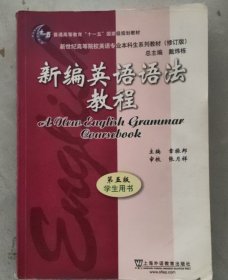 普通高等教育“十一五”国家级规划教材
新世纪高等院校英语专业本科生系列教材（修订版）
总主编 戴炜栋
新编英语语法
教程
A New English Grammar
Coursebook
主编 章振邦
审校 张月祥
第五版
学生用书
English
上海外语教育出版社